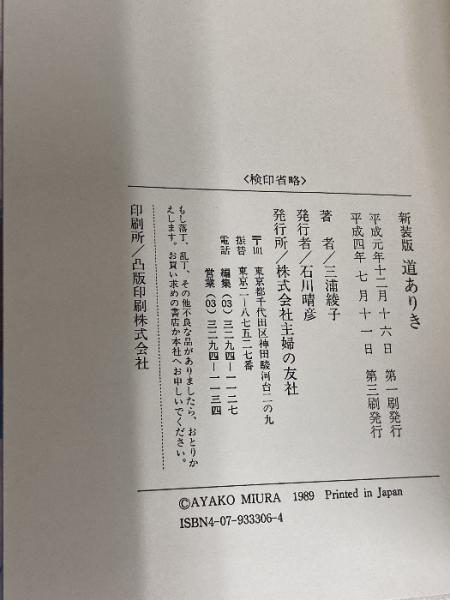 〈検印省略〉
新装版 道ありき
平成元年十二月十六日 第一刷発行
平成四年 七月十一日 第三刷発行
著 者／三浦綾子
発行者／石川晴彦
発行所／株式会社主婦の友社
〒101 東京都千代田区神田駿河台二の九
振替 東京二―八七五二七番
電話 編集(03)三二九四―一一二七
営業(03)三二九四―一一三四
もし落丁、乱丁、その他不良な品がありましたら、おとりか
えします。お買い求めの書店か本社へお申しいでください。
印刷所／凸版印刷株式会社
©AYAKO MIURA 1989 Printed in Japan
ISBN4-07-933306-4